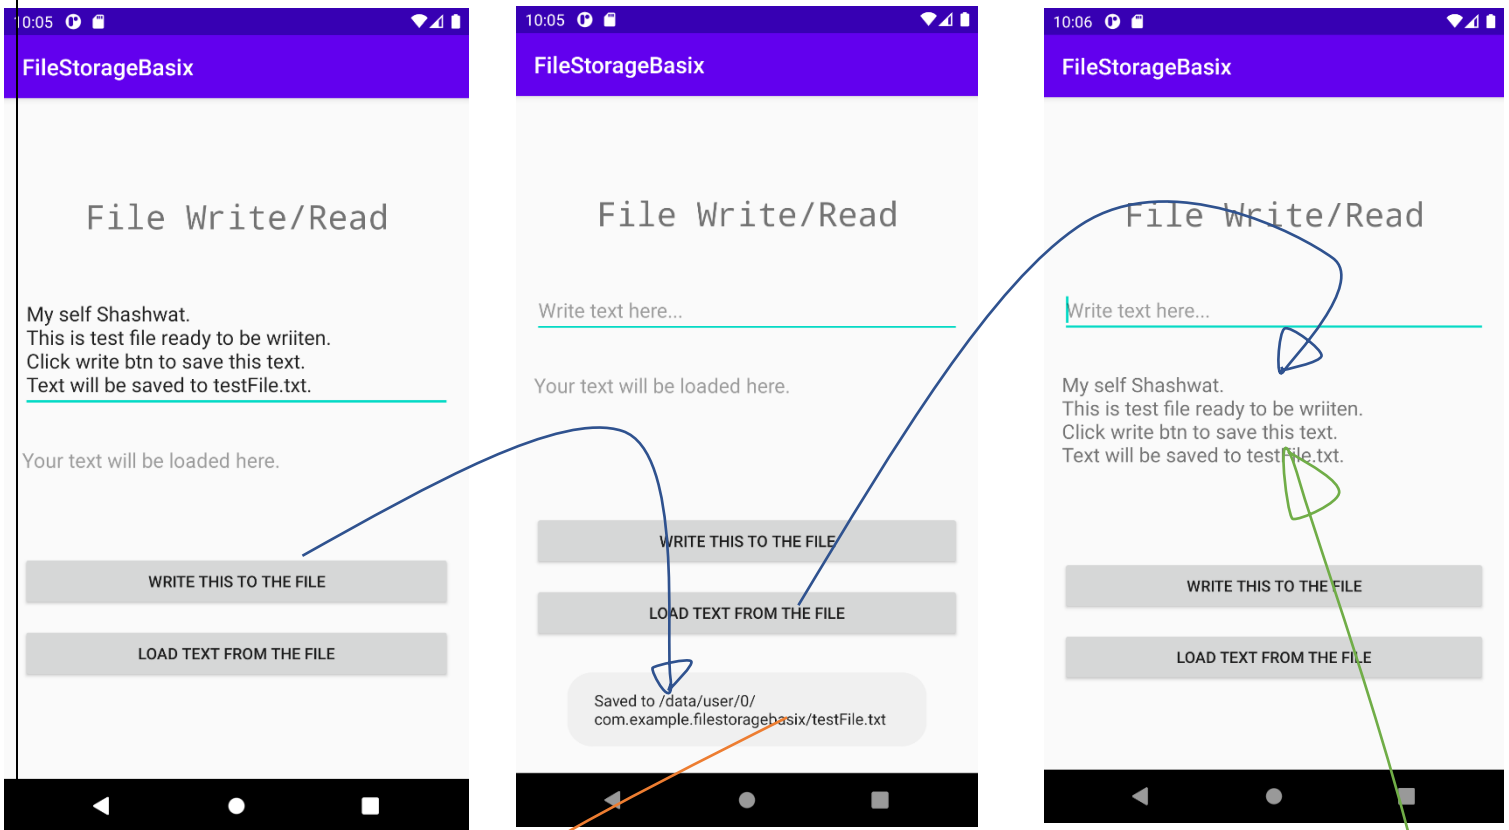 10:05
FileStorageBasix
File Write/Read
My self Shashwat.
This is test file ready to be wriiten.
Click write btn to save this text.
Text will be saved to testFile.txt.
Your text will be loaded here.
WRITE THIS TO THE FILE
LOAD TEXT FROM THE FILE
10:05
FileStorageBasix
File Write/Read
Write text here...
Your text will be loaded here.
WRITE THIS TO THE FILE
LOAD TEXT FROM THE FILE
Saved to /data/user/0/
com.example.filestoragebasix/testFile.txt
10:06
FileStorageBasix
File Write/Read
Write text here...
My self Shashwat.
This is test file ready to be wriiten.
Click write btn to save this text.
Text will be saved to testFile.txt.
WRITE THIS TO THE FILE
LOAD TEXT FROM THE FILE